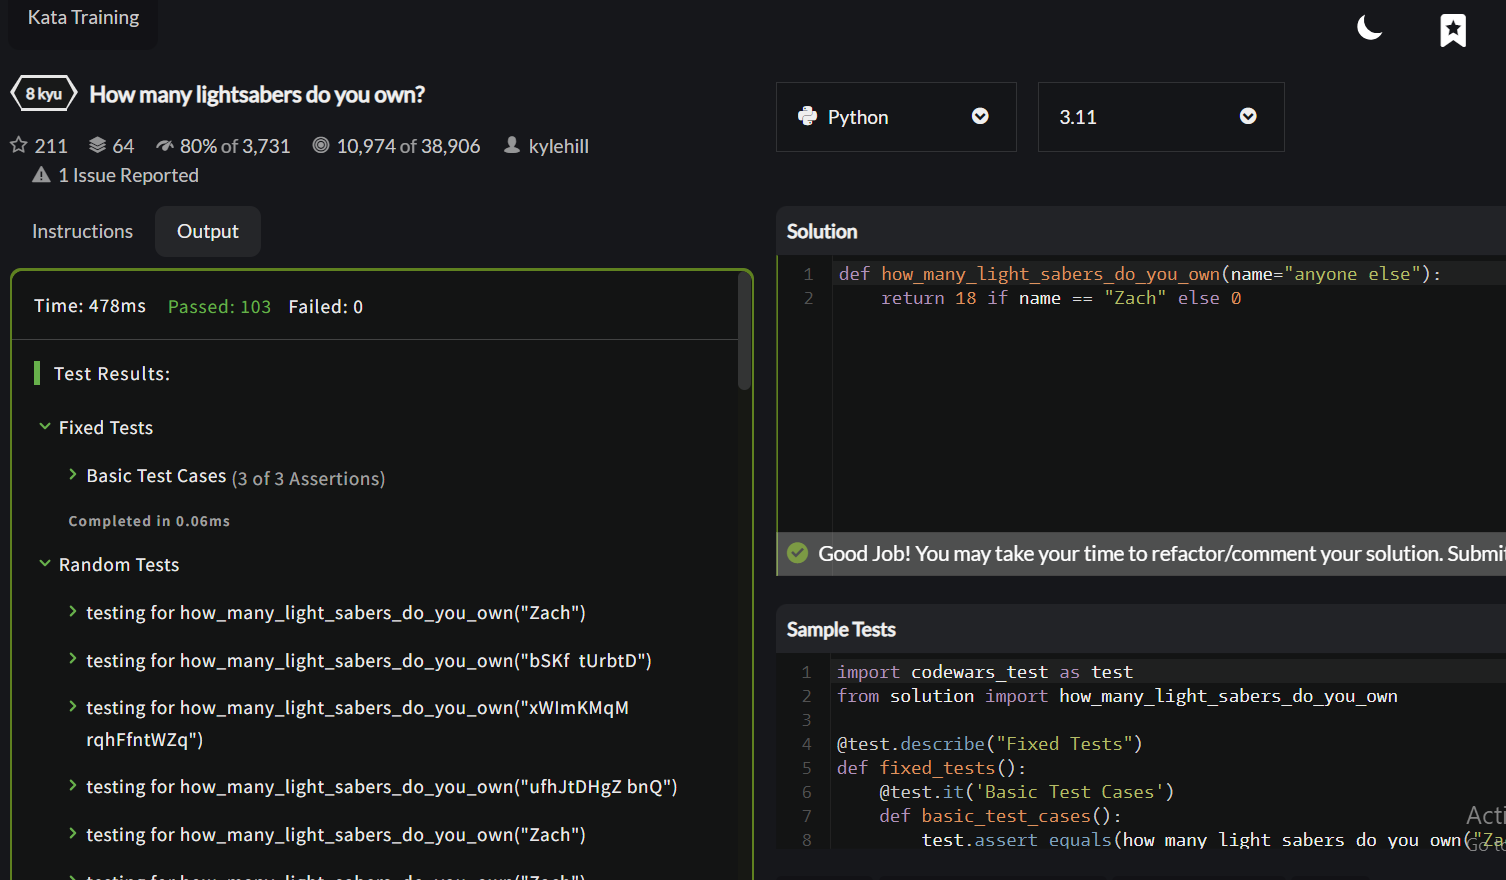 Kata Training
8 kyu How many lightsabers do you own?
211 64 80% of 3,731 10,974 of 38,906 kylehill
1 Issue Reported
Python 3.11
Instructions Output
Time: 478ms Passed: 103 Failed: 0
Test Results:
Fixed Tests
Basic Test Cases (3 of 3 Assertions)
Completed in 0.06ms
Random Tests
testing for how_many_light_sabers_do_you_own("Zach")
testing for how_many_light_sabers_do_you_own("bSKf tUrbtD")
testing for how_many_light_sabers_do_you_own("xWImKMqM
rqhFfntWZq")
testing for how_many_light_sabers_do_you_own("ufhJtDHgZ bnQ")
testing for how_many_light_sabers_do_you_own("Zach")
testing for how_many_light_sabers_do_you_own("Zach")
Solution
1 def how_many_light_sabers_do_you_own(name="anyone else"):
2 return 18 if name == "Zach" else 0
Good Job! You may take your time to refactor/comment your solution. Submit
Sample Tests
1 import codewars_test as test
2 from solution import how_many_light_sabers_do_you_own
3
4 @test.describe("Fixed Tests")
5 def fixed_tests():
6 @test.it('Basic Test Cases')
7 def basic_test_cases():
8 test.assert_equals(how_many_light_sabers_do_you_own("Za
Acti
Go to